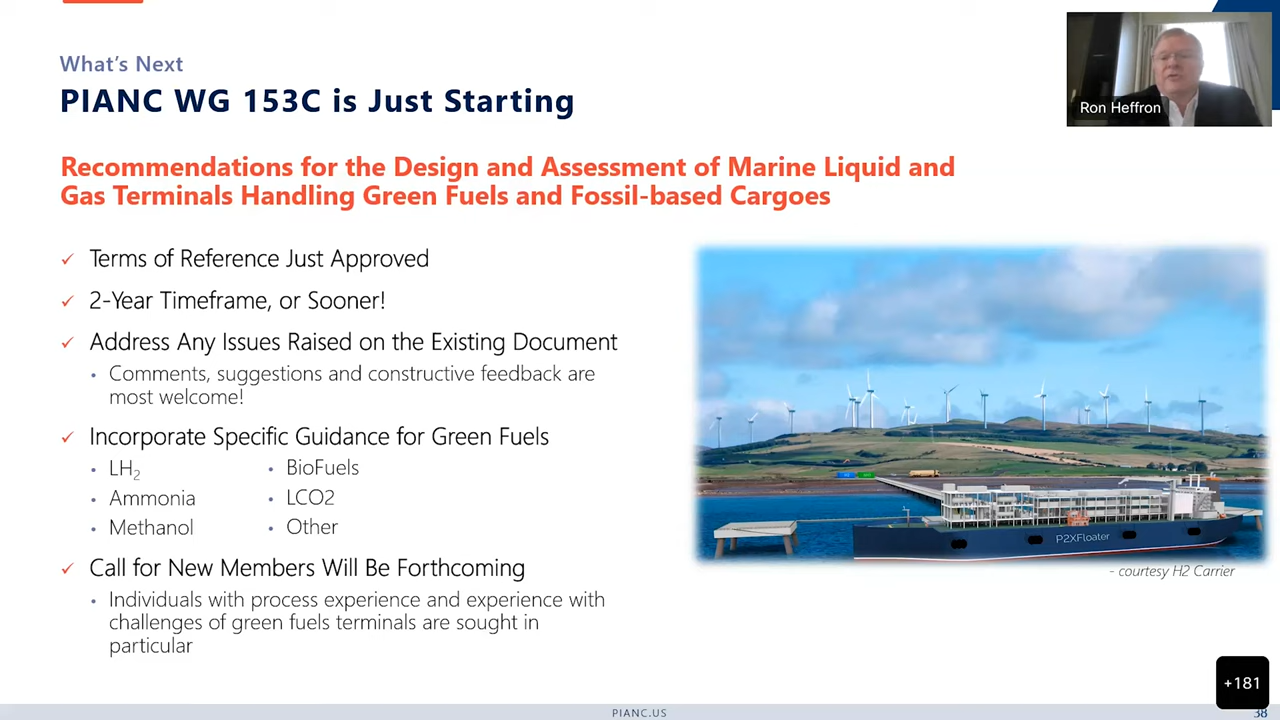 What's Next
PIANC WG 153C is Just Starting
Ron Heffron
Recommendations for the Design and Assessment of Marine Liquid and
Gas Terminals Handling Green Fuels and Fossil-based Cargoes
✓ Terms of Reference Just Approved
✓ 2-Year Timeframe, or Sooner!
✓ Address Any Issues Raised on the Existing Document
• Comments, suggestions and constructive feedback are
most welcome!
✓ Incorporate Specific Guidance for Green Fuels
• LH₂
• Ammonia
• Methanol
• BioFuels
• LCO2
• Other
✓ Call for New Members Will Be Forthcoming
• Individuals with process experience and experience with
challenges of green fuels terminals are sought in
particular
P2XFloater
- courtesy H2 Carrier
+181
PIANC.US
38